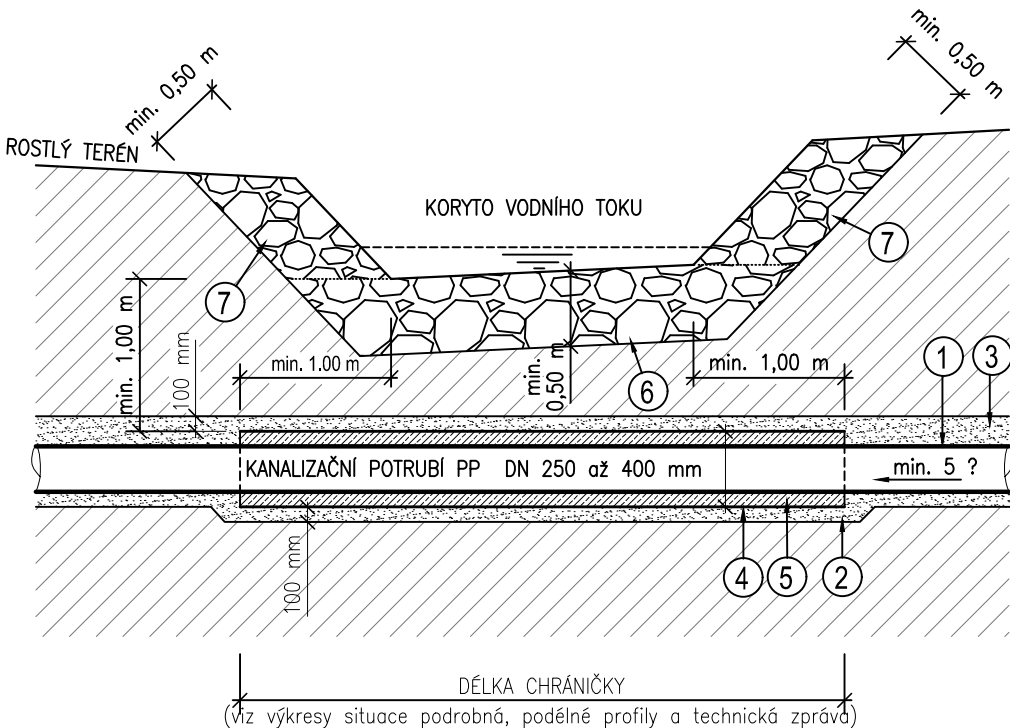 min. 0,50 m
min. 0,50 m
ROSTLÝ TERÉN
KORYTO VODNÍHO TOKU
7
7
min. 1,00 m
100 mm
min. 1.00 m
min. 0,50 m
6
min. 1,00 m
1
3
KANALIZAČNÍ POTRUBÍ PP DN 250 až 400 mm
min. 5 ?
100 mm
4
5
2
DÉLKA CHRÁNIČKY
(viz výkresy situace podrobná, podélné profily a technická zpráva)